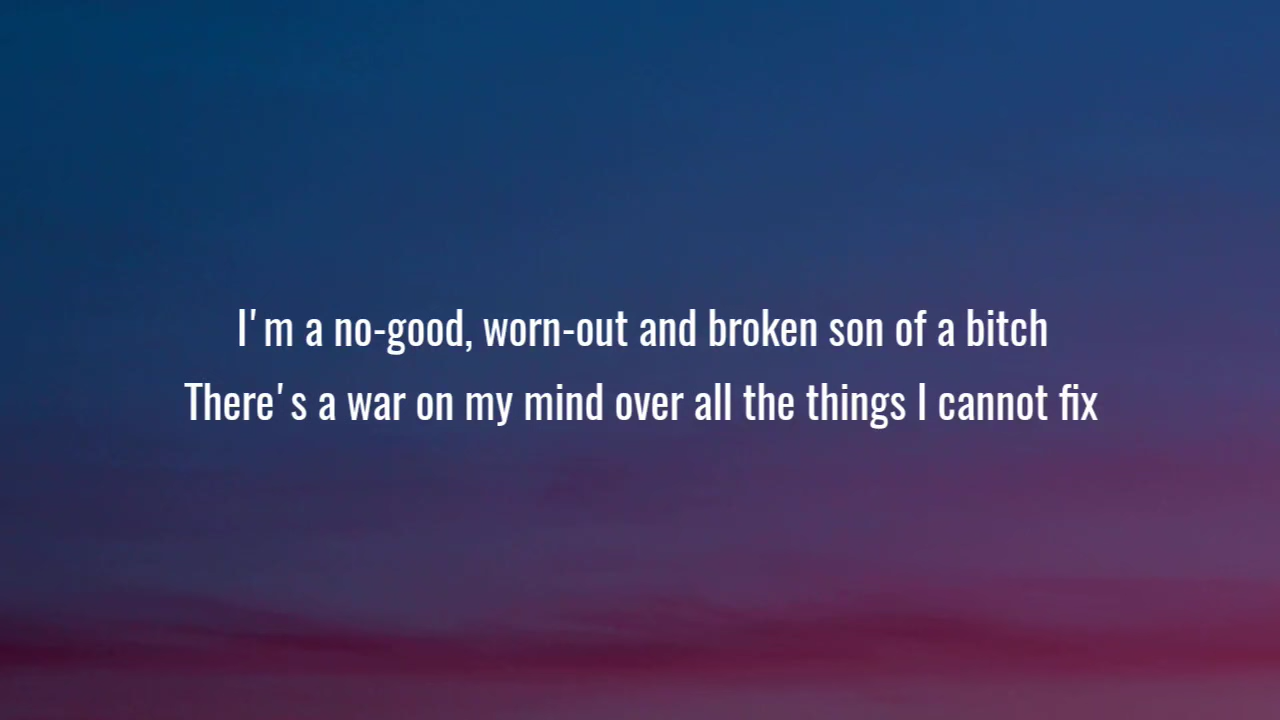 I'm a no-good, worn-out and broken son of a bitch
There's a war on my mind over all the things I cannot fix